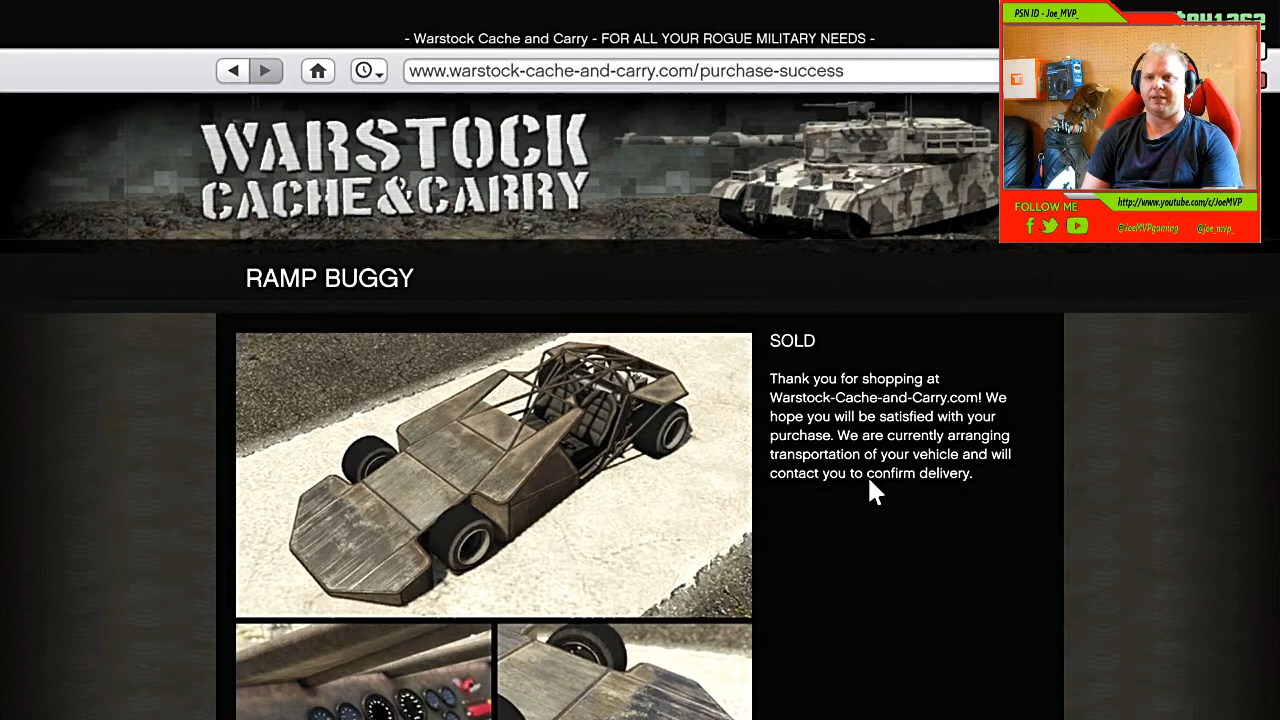 - Warstock Cache and Carry - FOR ALL YOUR ROGUE MILITARY NEEDS -
www.warstock-cache-and-carry.com/purchase-success
WARSTOCK
CACHE & CARRY
RAMP BUGGY
SOLD
Thank you for shopping at
Warstock-Cache-and-Carry.com! We
hope you will be satisfied with your
purchase. We are currently arranging
transportation of your vehicle and will
contact you to confirm delivery.
PSN ID - Joe_MVP_
FOLLOW ME
http://www.youtube.com/c/JoeMVP
@JoeMVPgaming
@joe_mvp_